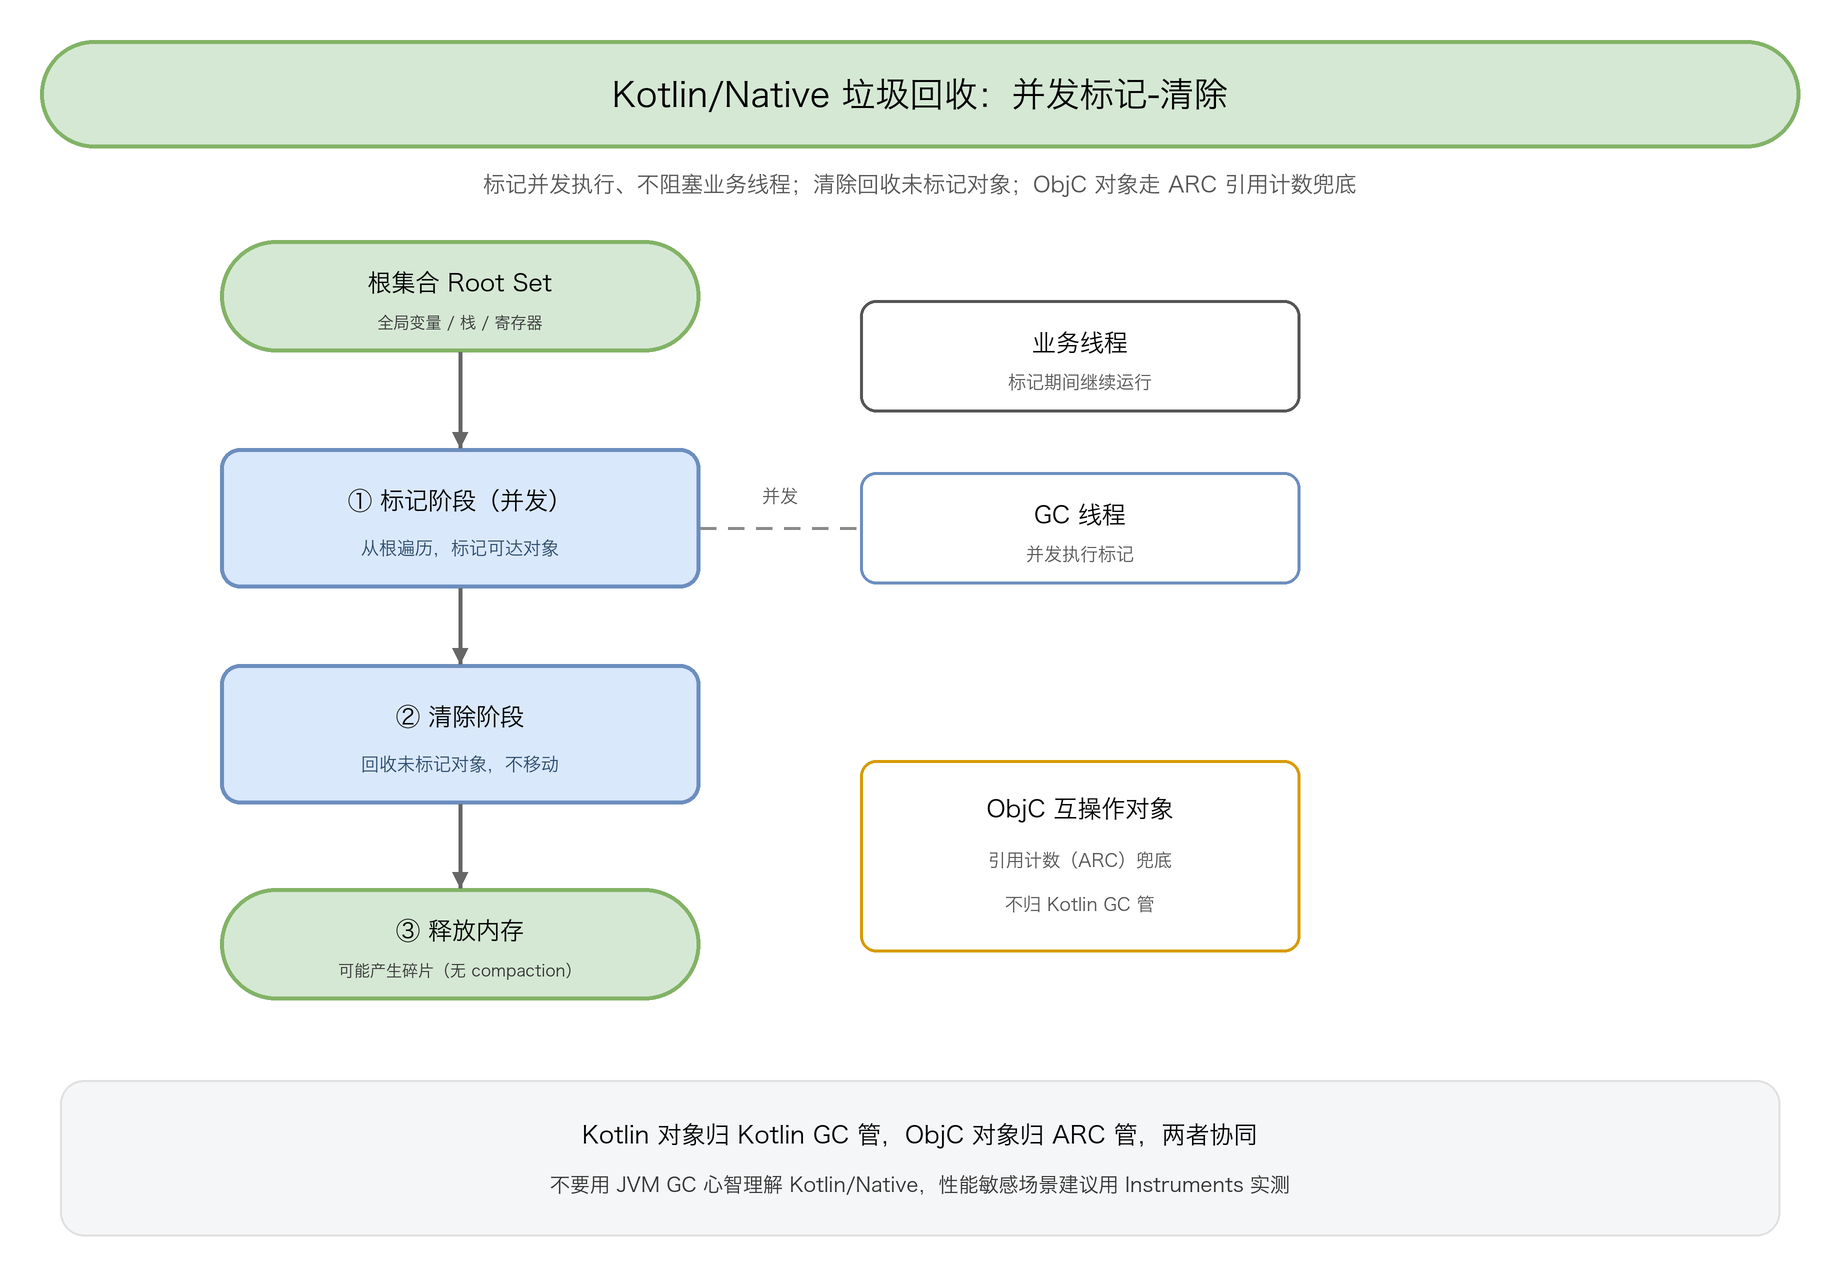 Kotlin/Native 垃圾回收：并发标记-清除
标记并发执行、不阻塞业务线程；清除回收未标记对象；ObjC 对象走 ARC 引用计数兜底
根集合 Root Set
全局变量 / 栈 / 寄存器
业务线程
标记期间继续运行
① 标记阶段（并发）
从根遍历，标记可达对象
并发
GC 线程
并发执行标记
② 清除阶段
回收未标记对象，不移动
ObjC 互操作对象
引用计数（ARC）兜底
不归 Kotlin GC 管
③ 释放内存
可能产生碎片（无 compaction）
Kotlin 对象归 Kotlin GC 管，ObjC 对象归 ARC 管，两者协同
不要用 JVM GC 心智理解 Kotlin/Native，性能敏感场景建议用 Instruments 实测